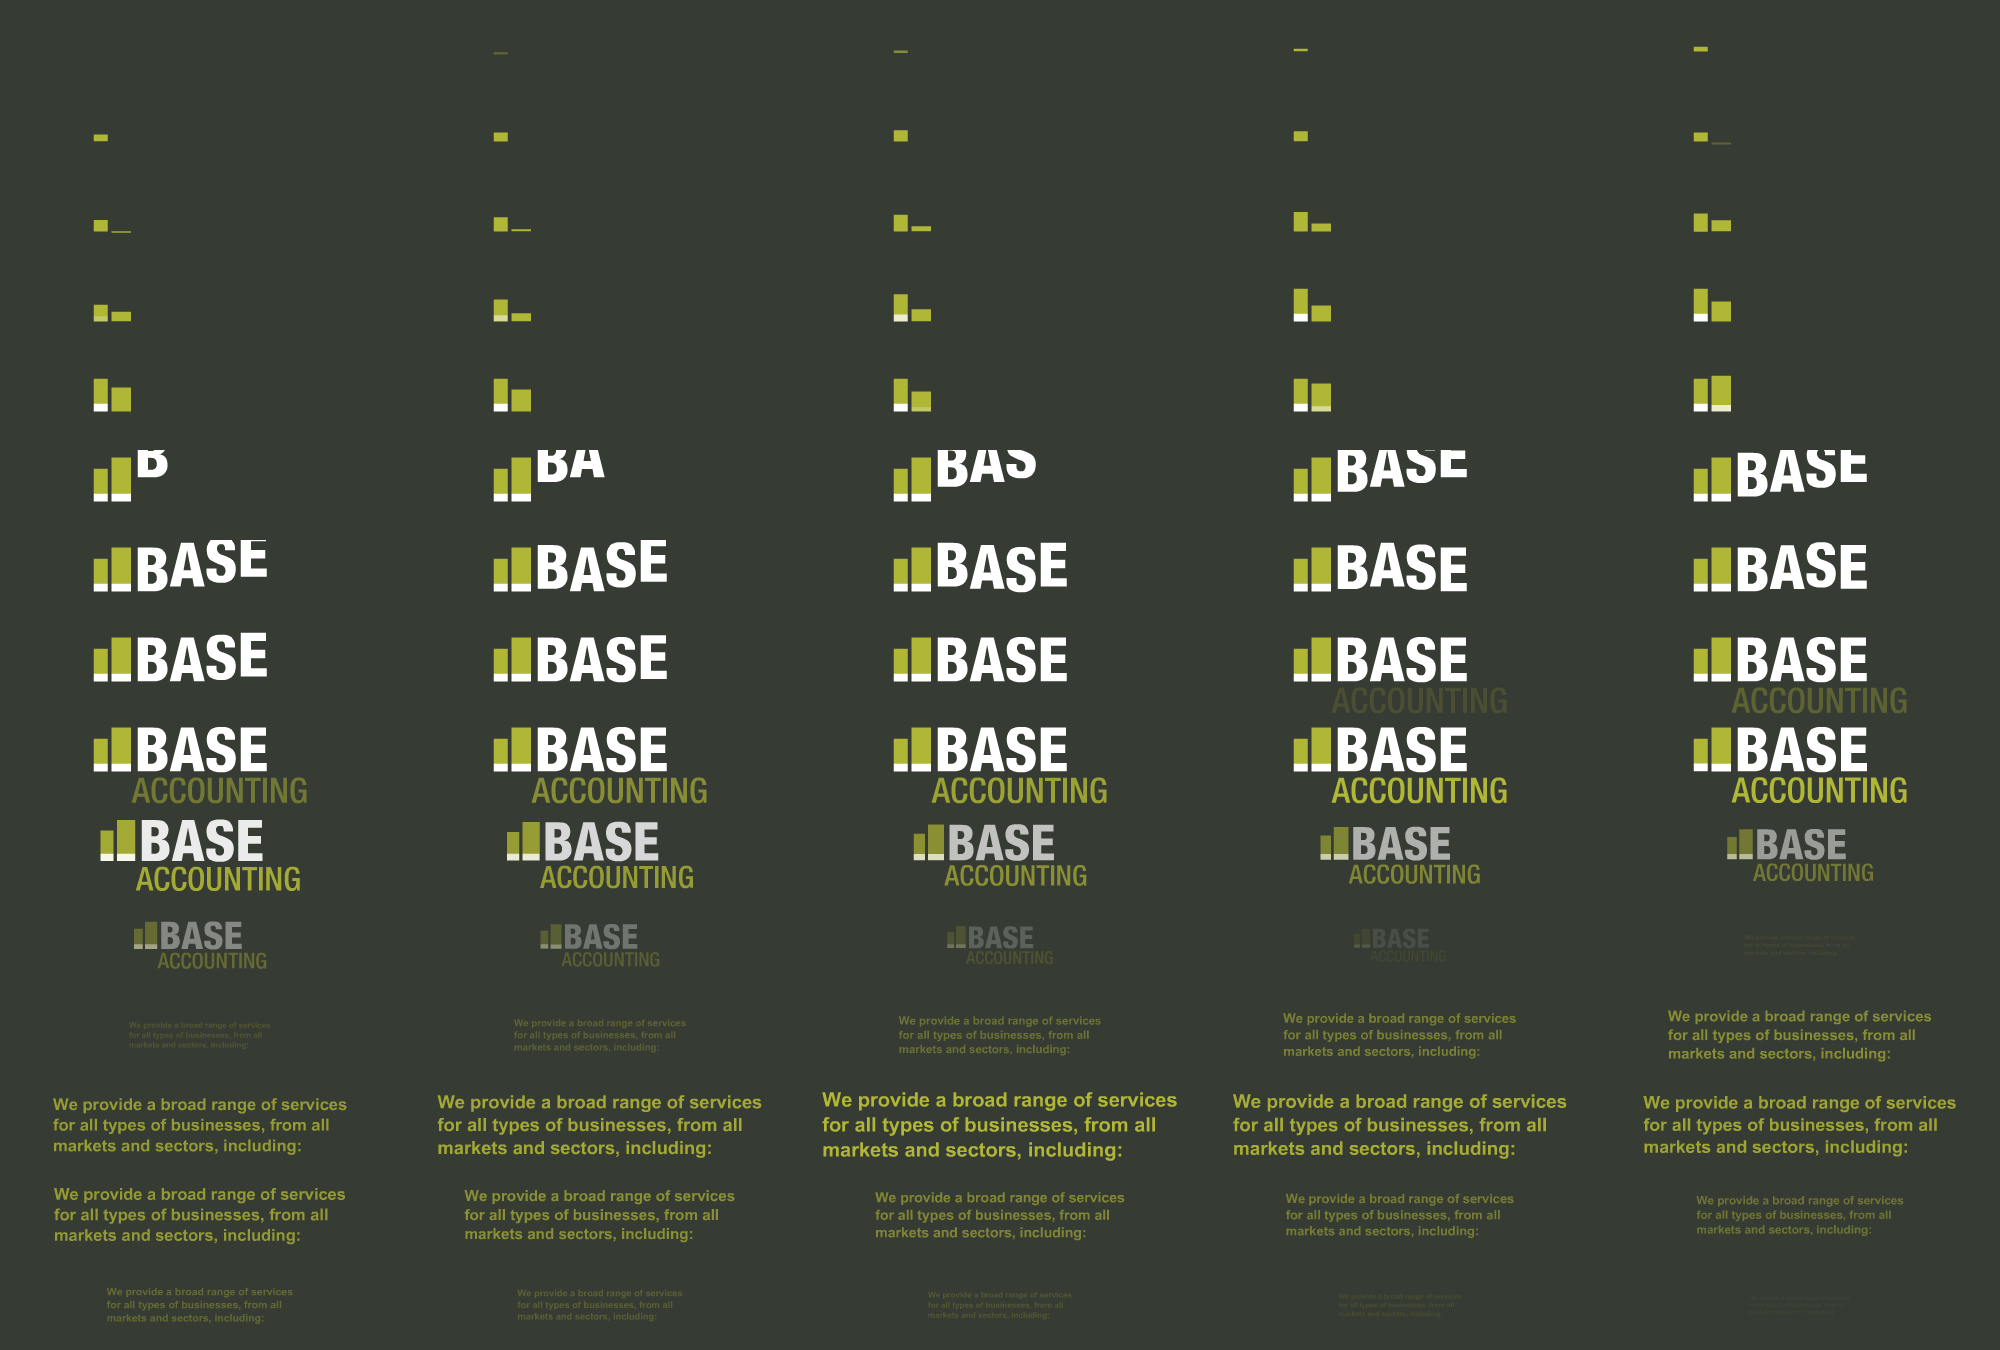 B
BA
BAS
BASE
BASE
BASE
BASE
BASE
BASE
BASE
BASE
BASE
BASE
BASE
ACCOUNTING
BASE
ACCOUNTING
BASE
ACCOUNTING
BASE
ACCOUNTING
BASE
ACCOUNTING
BASE
ACCOUNTING
BASE
ACCOUNTING
BASE
ACCOUNTING
BASE
ACCOUNTING
BASE
ACCOUNTING
BASE
ACCOUNTING
BASE
ACCOUNTING
BASE
ACCOUNTING
BASE
ACCOUNTING
BASE
ACCOUNTING
BASE
ACCOUNTING
We provide a broad range of services
for all types of businesses, from all
markets and sectors, including:
We provide a broad range of services
for all types of businesses, from all
markets and sectors, including:
We provide a broad range of services
for all types of businesses, from all
markets and sectors, including:
We provide a broad range of services
for all types of businesses, from all
markets and sectors, including:
We provide a broad range of services
for all types of businesses, from all
markets and sectors, including:
We provide a broad range of services
for all types of businesses, from all
markets and sectors, including:
We provide a broad range of services
for all types of businesses, from all
markets and sectors, including:
We provide a broad range of services
for all types of businesses, from all
markets and sectors, including:
We provide a broad range of services
for all types of businesses, from all
markets and sectors, including:
We provide a broad range of services
for all types of businesses, from all
markets and sectors, including:
We provide a broad range of services
for all types of businesses, from all
markets and sectors, including:
We provide a broad range of services
for all types of businesses, from all
markets and sectors, including:
We provide a broad range of services
for all types of businesses, from all
markets and sectors, including:
We provide a broad range of services
for all types of businesses, from all
markets and sectors, including:
We provide a broad range of services
for all types of businesses, from all
markets and sectors, including:
We provide a broad range of services
for all types of businesses, from all
markets and sectors, including:
We provide a broad range of services
for all types of businesses, from all
markets and sectors, including:
We provide a broad range of services
for all types of businesses, from all
markets and sectors, including:
We provide a broad range of services
for all types of businesses, from all
markets and sectors, including: